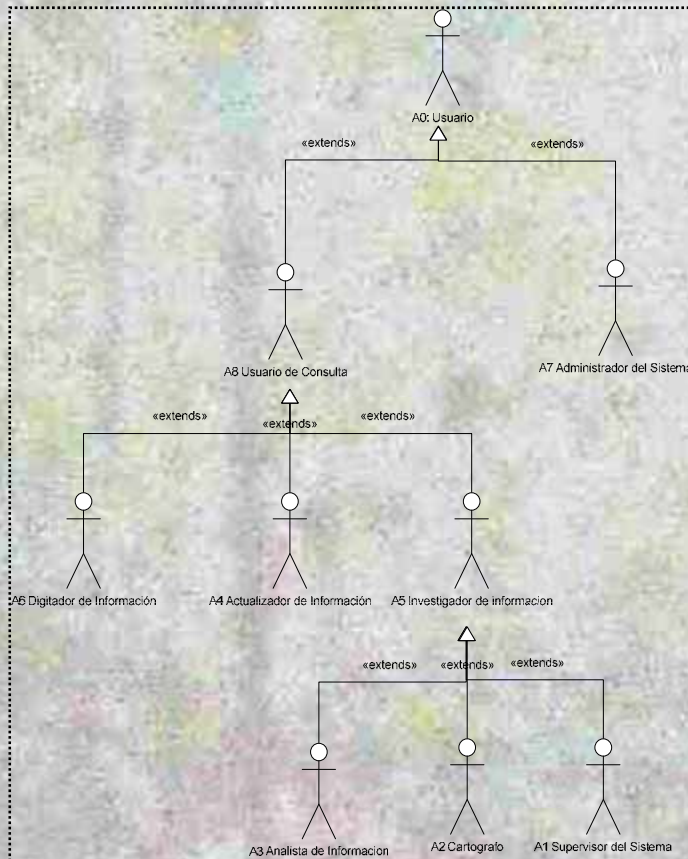 A0: Usuario
«extends»
«extends»
A8 Usuario de Consulta
A7 Administrador del Sistema
«extends»
«extends»
«extends»
A6 Digitador de Información
A4 Actualizador de Información
A5 Investigador de informacion
«extends»
«extends»
«extends»
A3 Analista de Informacion
A2 Cartografo
A1 Supervisor del Sistema